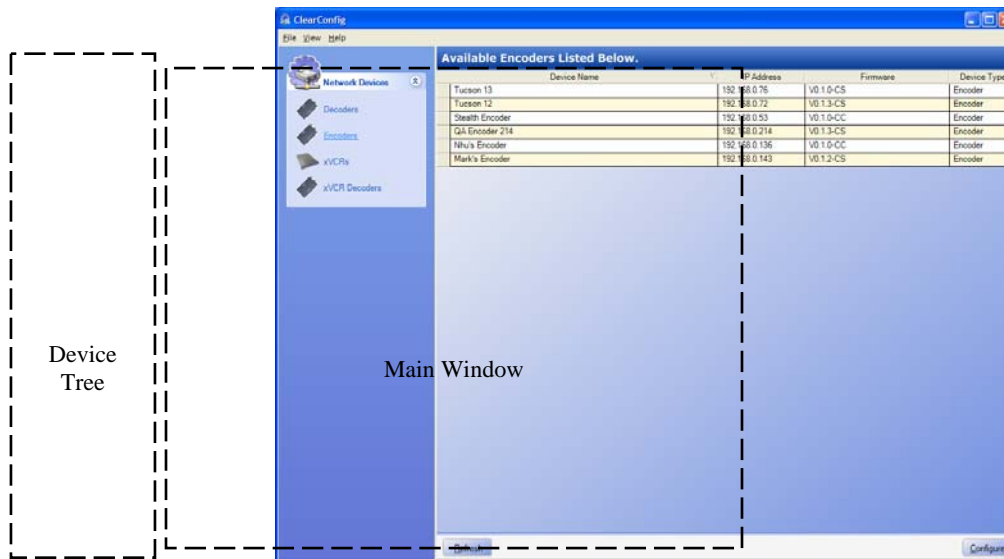 ClearConfig
File View Help
Network Devices
Decoders
Encoders
xVCRs
xVCR Decoders
Available Encoders Listed Below.
Device Name IP Address Firmware Device Type
Tucson 13 192.168.0.76 V0.1.0-CS Encoder
Tucson 12 192.168.0.72 V0.1.3-CS Encoder
Stealth Encoder 192.168.0.53 V0.1.0-CC Encoder
QA Encoder 214 192.168.0.214 V0.1.3-CS Encoder
Nhu's Encoder 192.168.0.136 V0.1.0-CC Encoder
Mark's Encoder 192.168.0.143 V0.1.2-CS Encoder
Device
Tree
Main Window
Refresh
Configure